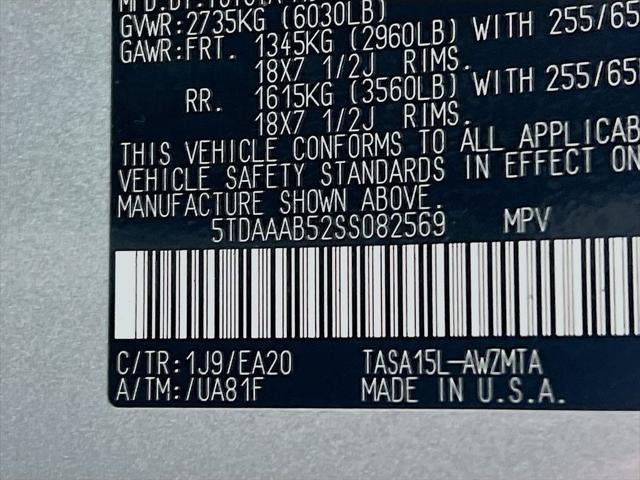 GVWR:2735KG (6030LB)
GAWR:FRT. 1345KG (2960LB) WITH 255/65
18X7 1/2J RIMS.
RR. 1615KG (3560LB) WITH 255/65
18X7 1/2J RIMS.
THIS VEHICLE CONFORMS TO ALL APPLICAB
VEHICLE SAFETY STANDARDS IN EFFECT ON
MANUFACTURE SHOWN ABOVE.
5TDAAAB52SS082569 MPV
C/TR:1J9/EA20 TASA15L-AWZMTA
A/TM:/UA81F MADE IN U.S.A.